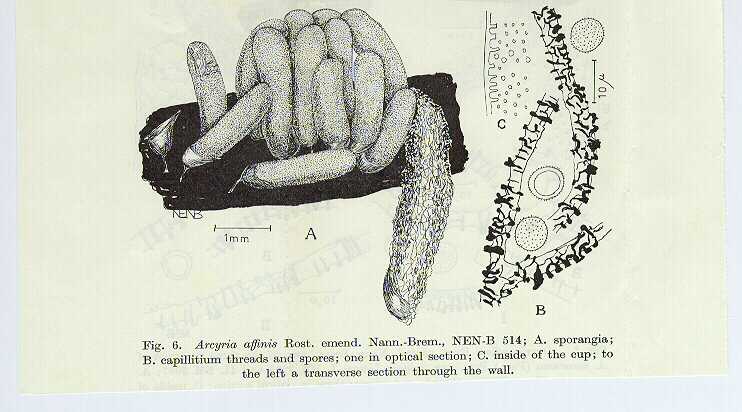 C
10 μ
NENB
1mm
A
B
Fig. 6. Arcyria affinis Rost. emend. Nann.-Brem., NEN-B 514; A. sporangia;
B. capillitium threads and spores; one in optical section; C. inside of the cup; to
the left a transverse section through the wall.